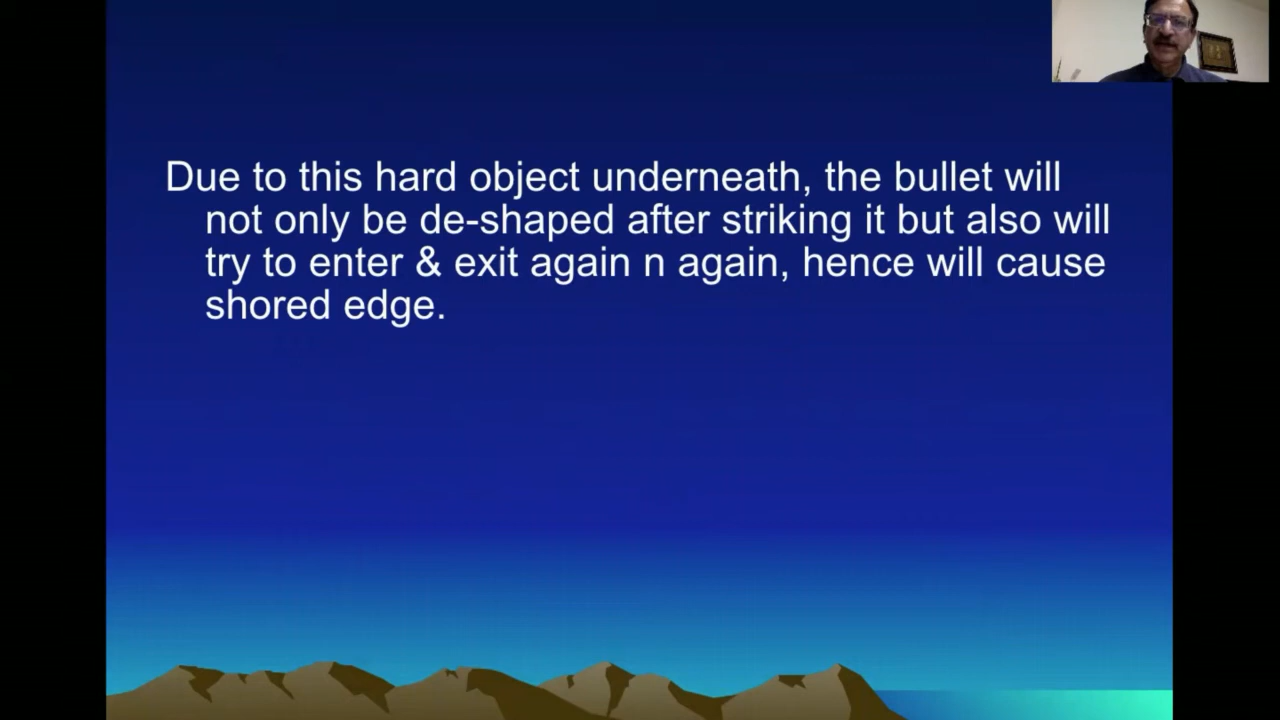 Due to this hard object underneath, the bullet will
not only be de-shaped after striking it but also will
try to enter & exit again n again, hence will cause
shored edge.